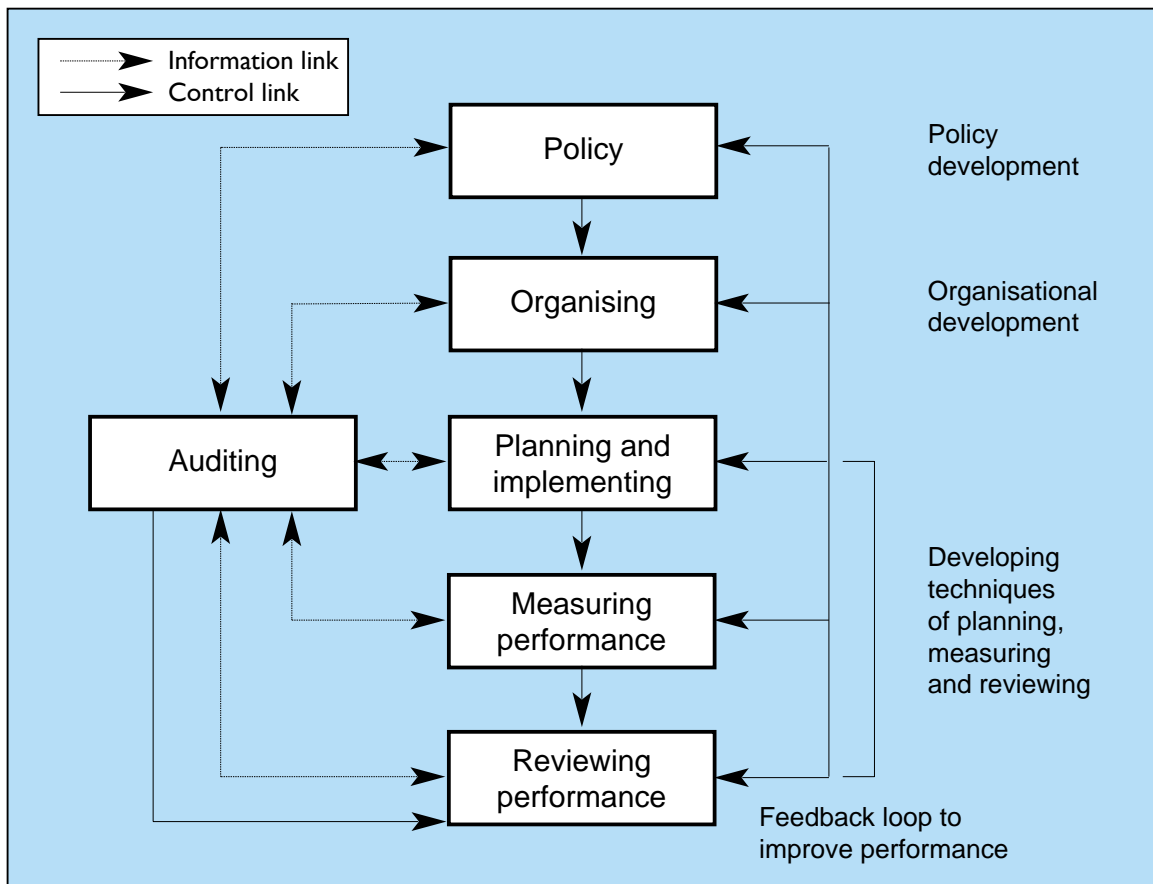 Information link
Control link
Policy
Policy
development
Organising
Organisational
development
Auditing
Planning and
implementing
Developing
techniques
of planning,
measuring
and reviewing
Measuring
performance
Reviewing
performance
Feedback loop to
improve performance